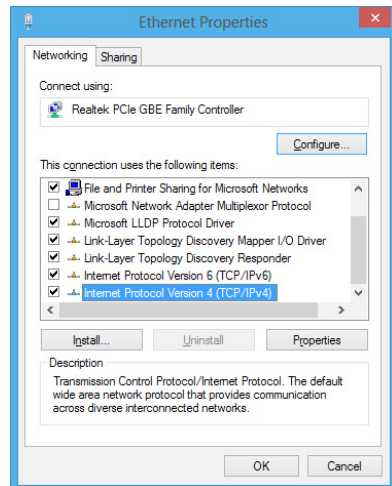 Ethernet Properties
Networking Sharing
Connect using:
Realtek PCIe GBE Family Controller
Configure...
This connection uses the following items:
File and Printer Sharing for Microsoft Networks
Microsoft Network Adapter Multiplexor Protocol
Microsoft LLDP Protocol Driver
Link-Layer Topology Discovery Mapper I/O Driver
Link-Layer Topology Discovery Responder
Internet Protocol Version 6 (TCP/IPv6)
Internet Protocol Version 4 (TCP/IPv4)
Install... Uninstall Properties
Description
Transmission Control Protocol/Internet Protocol. The default
wide area network protocol that provides communication
across diverse interconnected networks.
OK Cancel